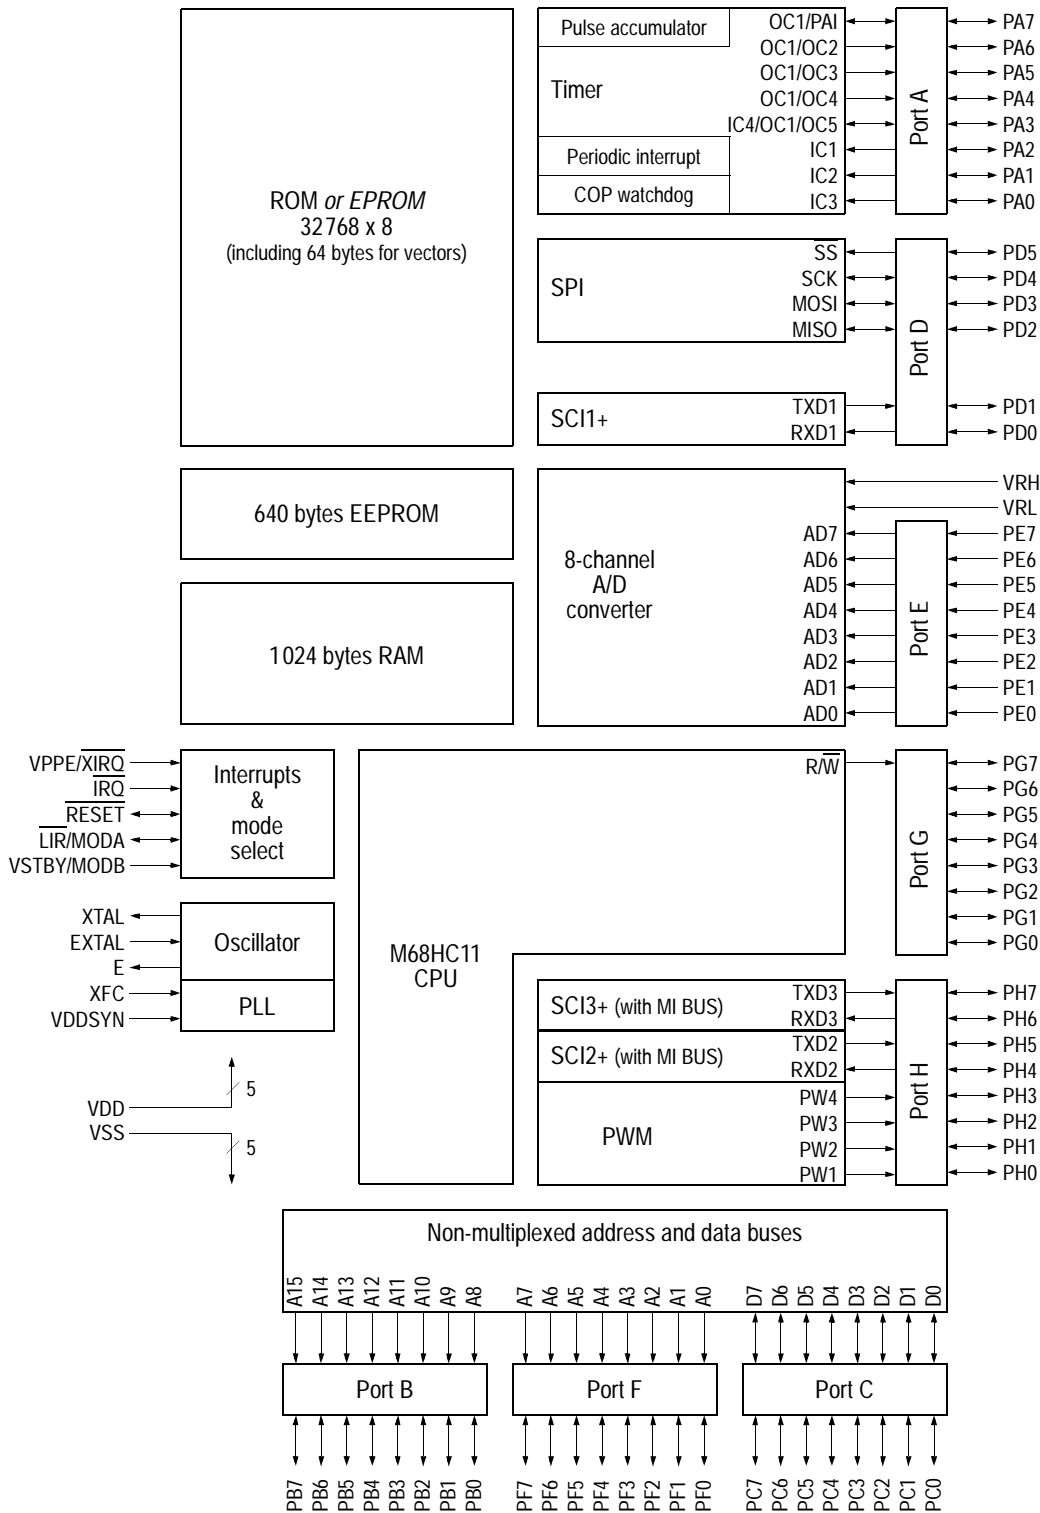 ROM or EPROM
32768 x 8
(including 64 bytes for vectors)
640 bytes EEPROM
1024 bytes RAM
Pulse accumulator
Timer
Periodic interrupt
COP watchdog
OC1/PAI
OC1/OC2
OC1/OC3
OC1/OC4
IC4/OC1/OC5
IC1
IC2
IC3
Port A
PA7
PA6
PA5
PA4
PA3
PA2
PA1
PA0
SPI
SS
SCK
MOSI
MISO
SCI1+
TXD1
RXD1
Port D
PD5
PD4
PD3
PD2
PD1
PD0
8-channel
A/D
converter
AD7
AD6
AD5
AD4
AD3
AD2
AD1
AD0
Port E
VRH
VRL
PE7
PE6
PE5
PE4
PE3
PE2
PE1
PE0
VPPE/XIRQ
IRQ
RESET
LIR/MODA
VSTBY/MODB
Interrupts
&
mode
select
XTAL
EXTAL
E
XFC
VDDSYN
Oscillator
PLL
VDD
VSS
5
5
M68HC11
CPU
R/W
Port G
PG7
PG6
PG5
PG4
PG3
PG2
PG1
PG0
SCI3+ (with MI BUS)
TXD3
RXD3
SCI2+ (with MI BUS)
TXD2
RXD2
PWM
PW4
PW3
PW2
PW1
Port H
PH7
PH6
PH5
PH4
PH3
PH2
PH1
PH0
Non-multiplexed address and data buses
A15
A14
A13
A12
A11
A10
A9
A8
A7
A6
A5
A4
A3
A2
A1
A0
D7
D6
D5
D4
D3
D2
D1
D0
Port B
Port F
Port C
PB7
PB6
PB5
PB4
PB3
PB2
PB1
PB0
PF7
PF6
PF5
PF4
PF3
PF2
PF1
PF0
PC7
PC6
PC5
PC4
PC3
PC2
PC1
PC0